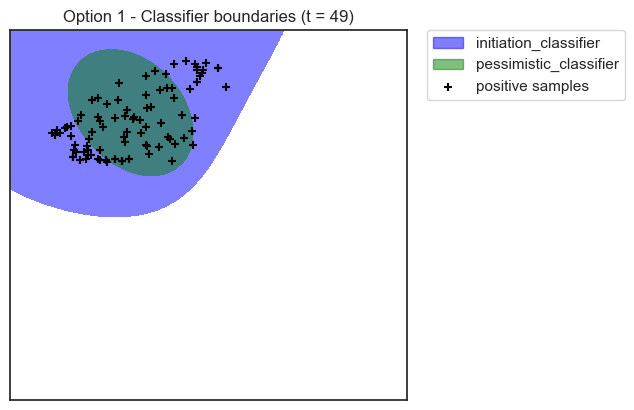 Option 1 - Classifier boundaries (t = 49)
initiation_classifier
pessimistic_classifier
positive samples